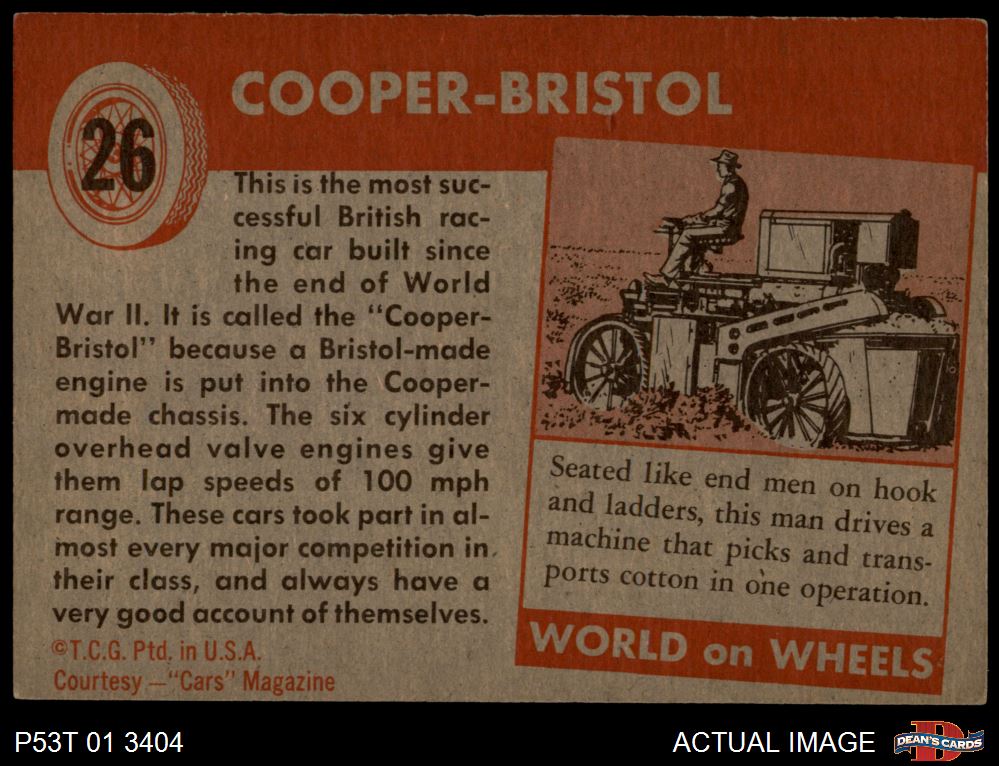 26
COOPER-BRISTOL
This is the most suc-
cessful British rac-
ing car built since
the end of World
War II. It is called the "Cooper-
Bristol" because a Bristol-made
engine is put into the Cooper-
made chassis. The six cylinder
overhead valve engines give
them lap speeds of 100 mph
range. These cars took part in al-
most every major competition in
their class, and always have a
very good account of themselves.
©T.C.G. Ptd. in U.S.A.
Courtesy—"Cars" Magazine
Seated like end men on hook
and ladders, this man drives a
machine that picks and trans-
ports cotton in one operation.
WORLD on WHEELS
P53T 01 3404
ACTUAL IMAGE
DEAN'S CARDS